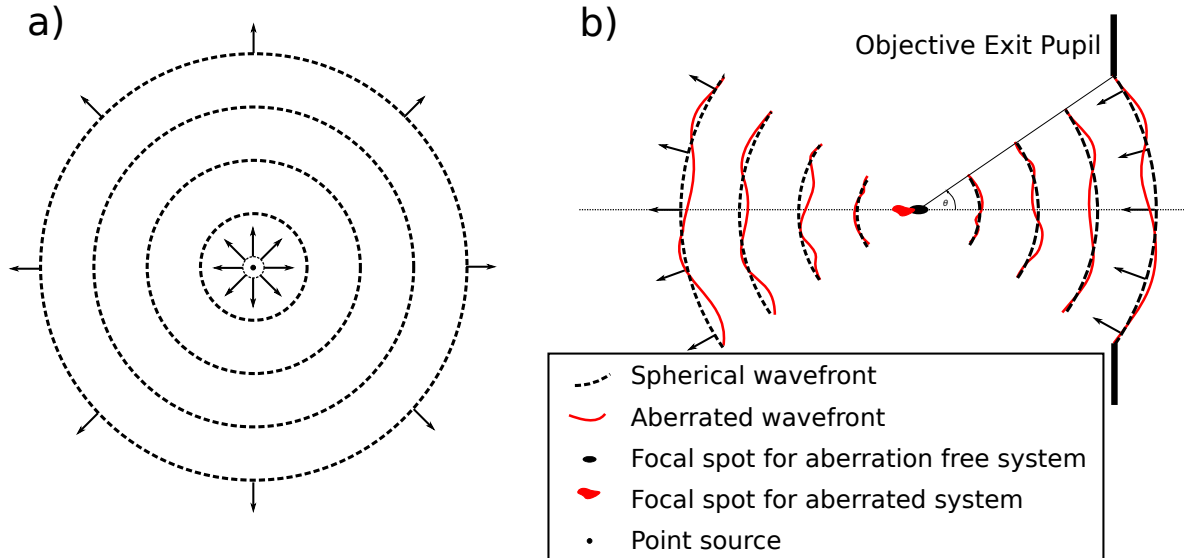 a)
b)
Objective Exit Pupil
θ
Spherical wavefront
Aberrated wavefront
Focal spot for aberration free system
Focal spot for aberrated system
Point source